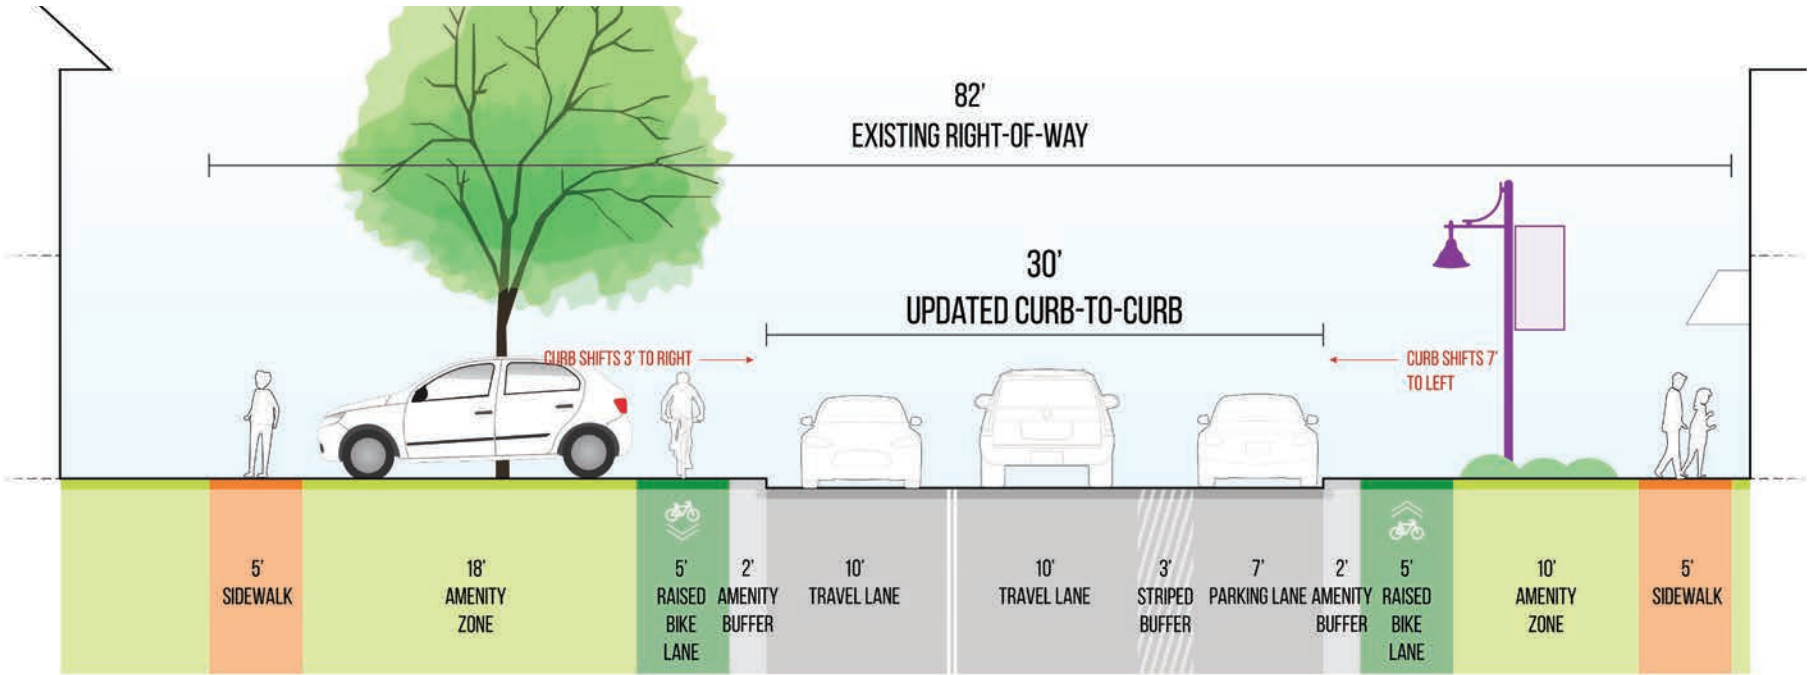 82'
EXISTING RIGHT-OF-WAY
30'
UPDATED CURB-TO-CURB
CURB SHIFTS 3' TO RIGHT
CURB SHIFTS 7'
TO LEFT
5'
SIDEWALK
18'
AMENITY
ZONE
5'
RAISED
BIKE
LANE
2'
AMENITY
BUFFER
10'
TRAVEL LANE
10'
TRAVEL LANE
3'
STRIPED
BUFFER
7'
PARKING LANE
2'
AMENITY
BUFFER
5'
RAISED
BIKE
LANE
10'
AMENITY
ZONE
5'
SIDEWALK